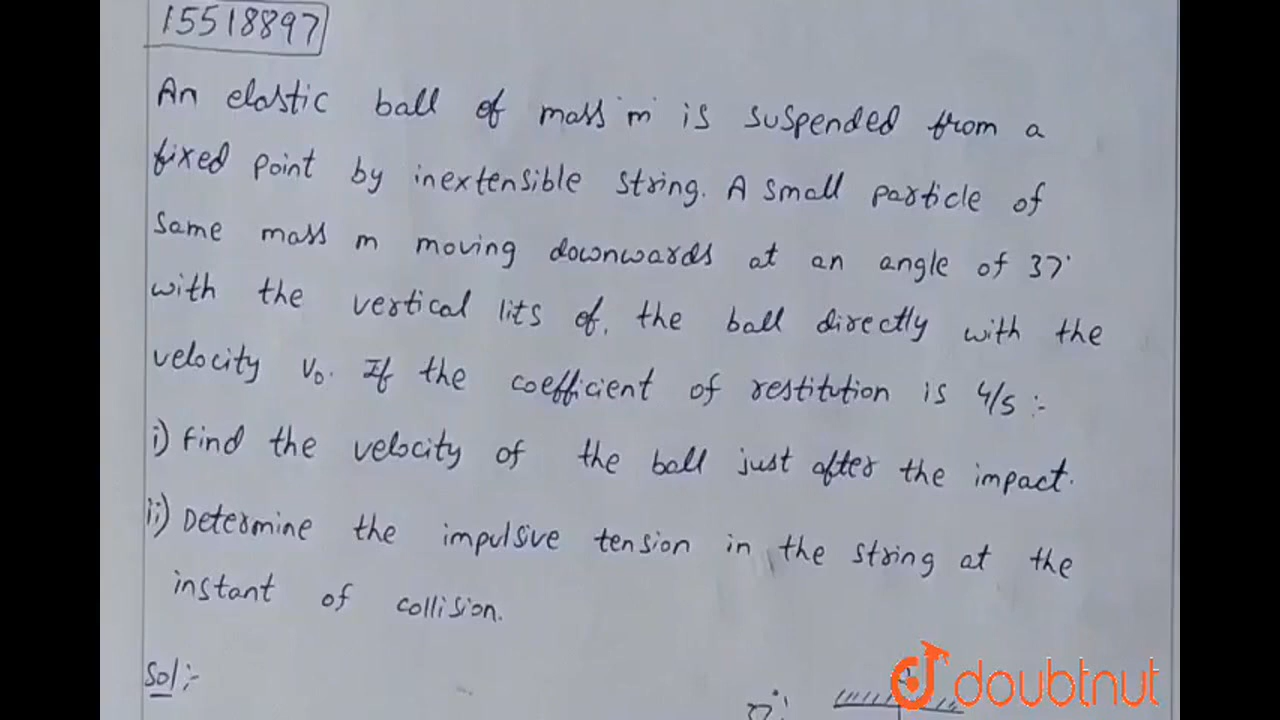 15518897
An elastic ball of mass 'm' is suspended from a
fixed point by inextensible string. A small particle of
same mass m moving downwards at an angle of 37°
with the vertical lits of. the ball directly with the
velocity v₀. If the coefficient of restitution is 4/5 :-
i) Find the velocity of the ball just after the impact.
ii) Determine the impulsive tension in the string at the
instant of collision.
Sol :-
doubtnut